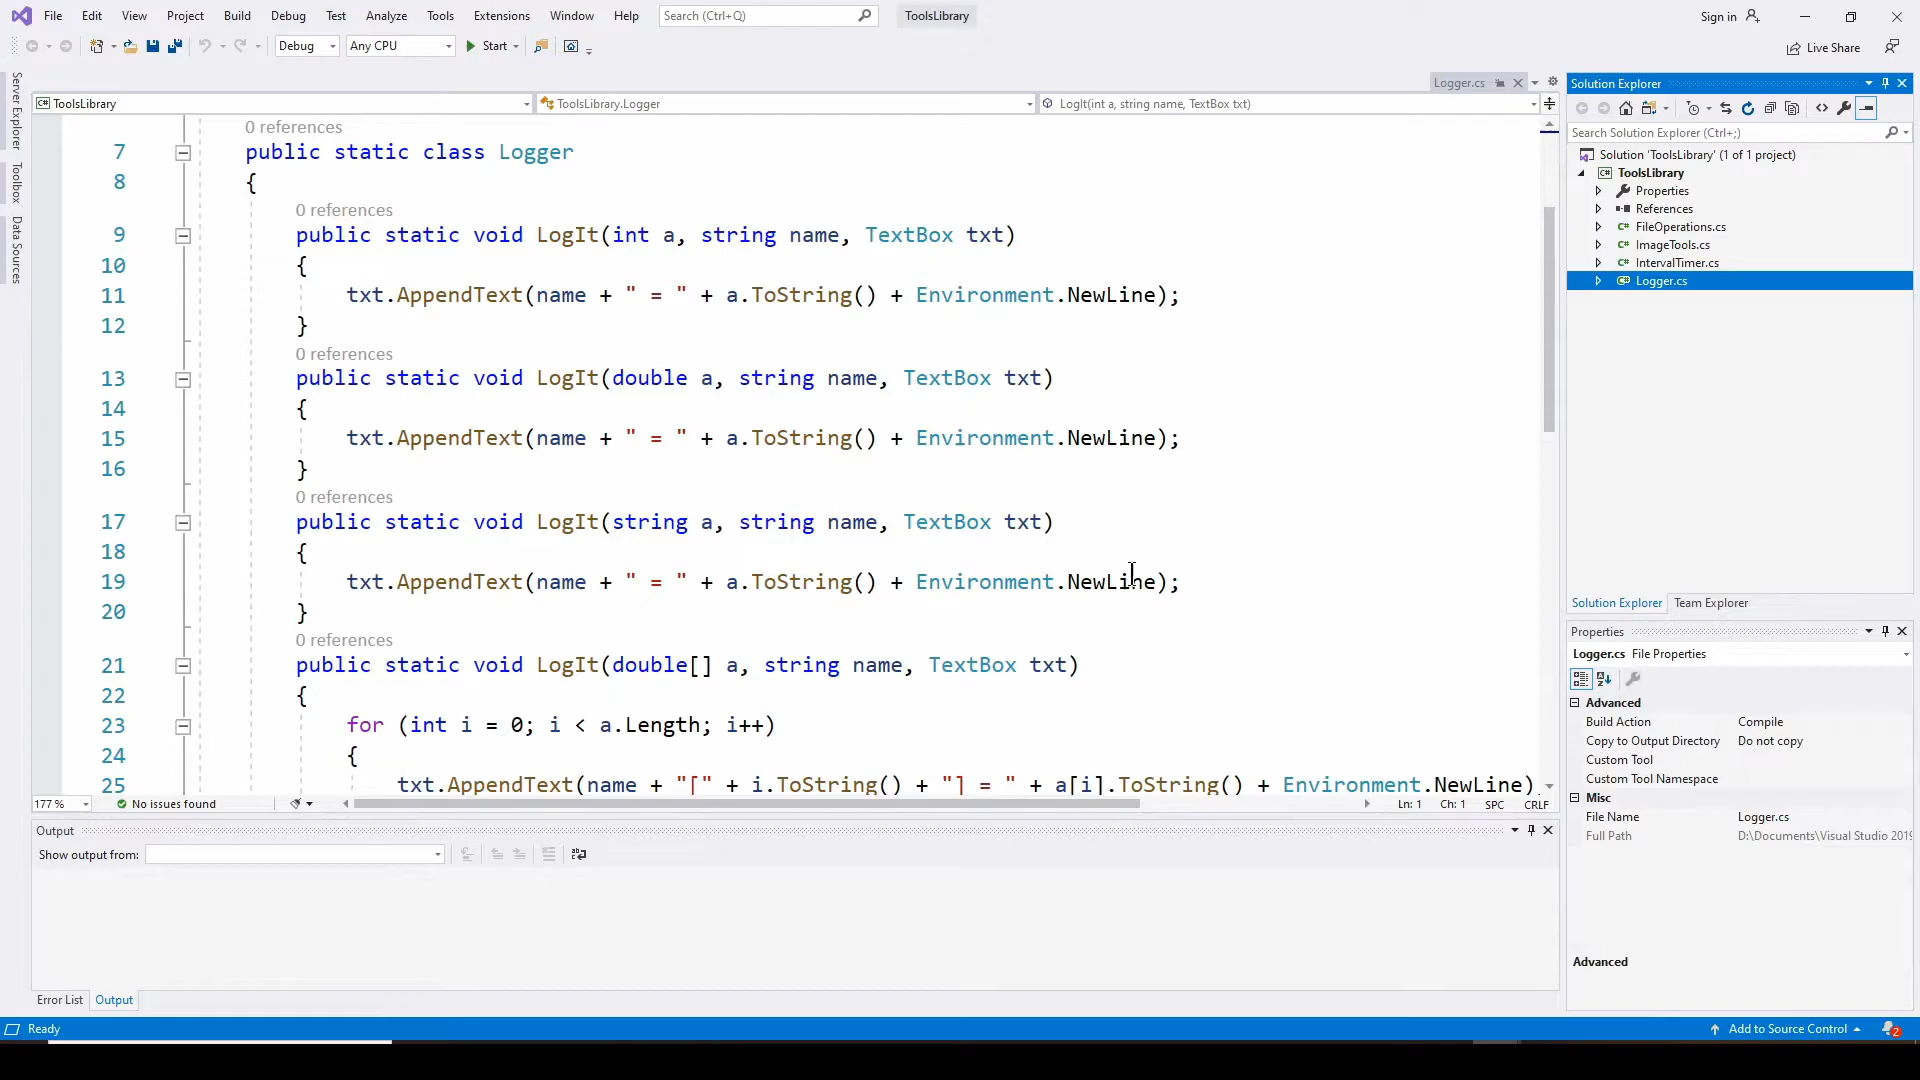 File Edit View Project Build Debug Test Analyze Tools Extensions Window Help Search (Ctrl+Q) ToolsLibrary Sign in
Debug Any CPU Start Live Share
Server Explorer
Toolbox
Data Sources
Logger.cs
ToolsLibrary ToolsLibrary.Logger LogIt(int a, string name, TextBox txt)
0 references
7 public static class Logger
8 {
0 references
9 public static void LogIt(int a, string name, TextBox txt)
10 {
11 txt.AppendText(name + " = " + a.ToString() + Environment.NewLine);
12 }
0 references
13 public static void LogIt(double a, string name, TextBox txt)
14 {
15 txt.AppendText(name + " = " + a.ToString() + Environment.NewLine);
16 }
0 references
17 public static void LogIt(string a, string name, TextBox txt)
18 {
19 txt.AppendText(name + " = " + a.ToString() + Environment.NewLine);
20 }
0 references
21 public static void LogIt(double[] a, string name, TextBox txt)
22 {
23 for (int i = 0; i < a.Length; i++)
24 {
25 txt.AppendText(name + "[" + i.ToString() + "] = " + a[i].ToString() + Environment.NewLine)
177 % No issues found Ln: 1 Ch: 1 SPC CRLF
Output
Show output from:
Error List Output
Solution Explorer
Search Solution Explorer (Ctrl+;)
Solution 'ToolsLibrary' (1 of 1 project)
ToolsLibrary
Properties
References
FileOperations.cs
ImageTools.cs
IntervalTimer.cs
Logger.cs
Solution Explorer Team Explorer
Properties
Logger.cs File Properties
Advanced
Build Action Compile
Copy to Output Directory Do not copy
Custom Tool
Custom Tool Namespace
Misc
File Name Logger.cs
Full Path D:\Documents\Visual Studio 2019
Advanced
Ready Add to Source Control 2